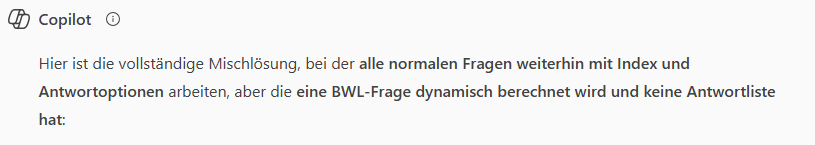 Copilot
Hier ist die vollständige Mischlösung, bei der alle normalen Fragen weiterhin mit Index und
Antwortoptionen arbeiten, aber die eine BWL-Frage dynamisch berechnet wird und keine Antwortliste
hat: